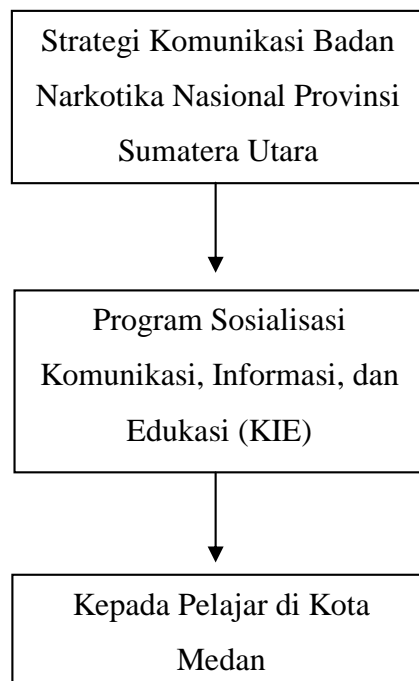 Strategi Komunikasi Badan
Narkotika Nasional Provinsi
Sumatera Utara
Program Sosialisasi
Komunikasi, Informasi, dan
Edukasi (KIE)
Kepada Pelajar di Kota
Medan